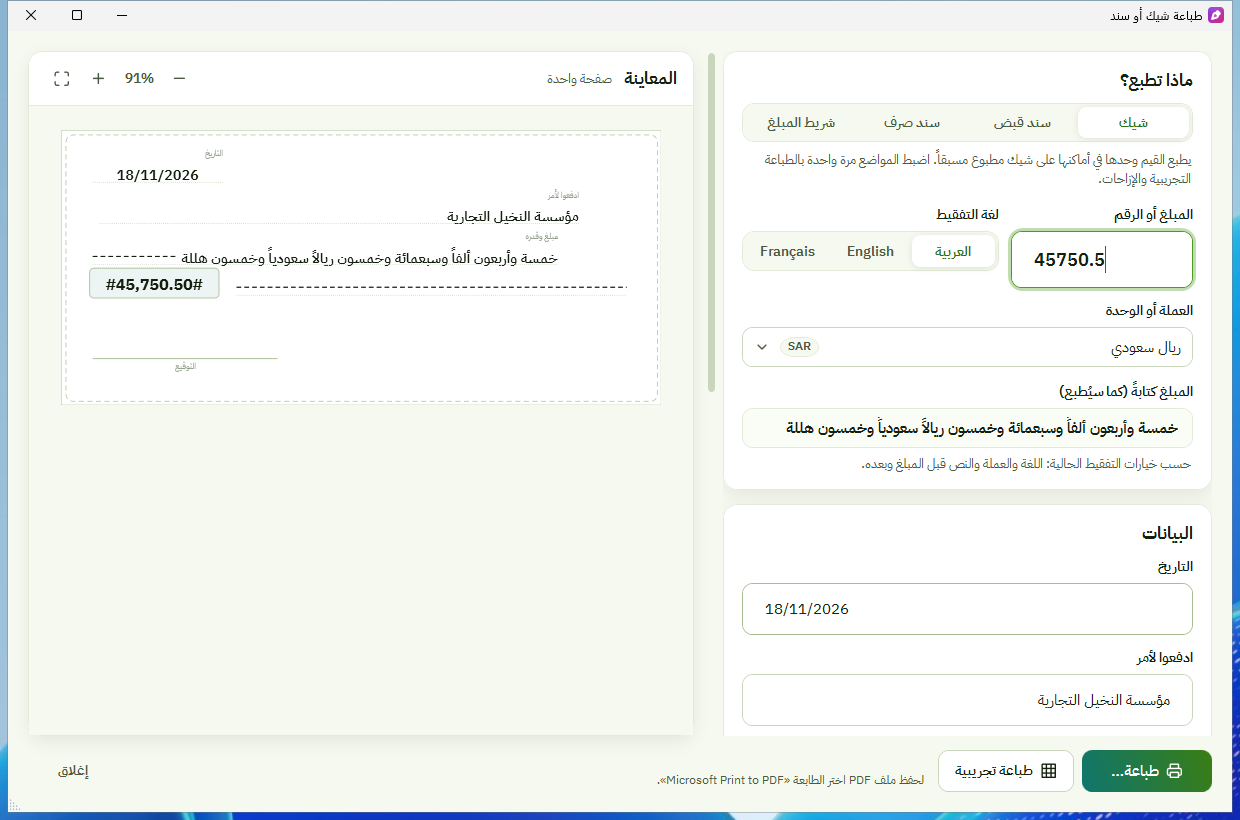 طباعة شيك أو سند
ماذا تطبع؟
شيك
سند قبض
سند صرف
شريط المبلغ
يطبع القيم وحدها في أماكنها على شيك مطبوع مسبقاً. اضبط المواضع مرة واحدة بالطباعة
التجريبية والإزاحات.
المبلغ أو الرقم
لغة التفقيط
45750.5
العربية
English
Français
العملة أو الوحدة
ريال سعودي
SAR
المبلغ كتابةً (كما سيُطبع)
خمسة وأربعون ألفاً وسبعمائة وخمسون ريالاً سعودياً وخمسون هللة
حسب خيارات التفقيط الحالية: اللغة والعملة والنص قبل المبلغ وبعده.
البيانات
التاريخ
18/11/2026
ادفعوا لأمر
مؤسسة النخيل التجارية
المعاينة
صفحة واحدة
91%
التاريخ
18/11/2026
ادفعوا لأمر
مؤسسة النخيل التجارية
مبلغ وقدره
خمسة وأربعون ألفاً وسبعمائة وخمسون ريالاً سعودياً وخمسون هللة -----------
#45,750.50#
التوقيع
طباعة...
طباعة تجريبية
لحفظ ملف PDF اختر الطابعة «Microsoft Print to PDF».
إغلاق